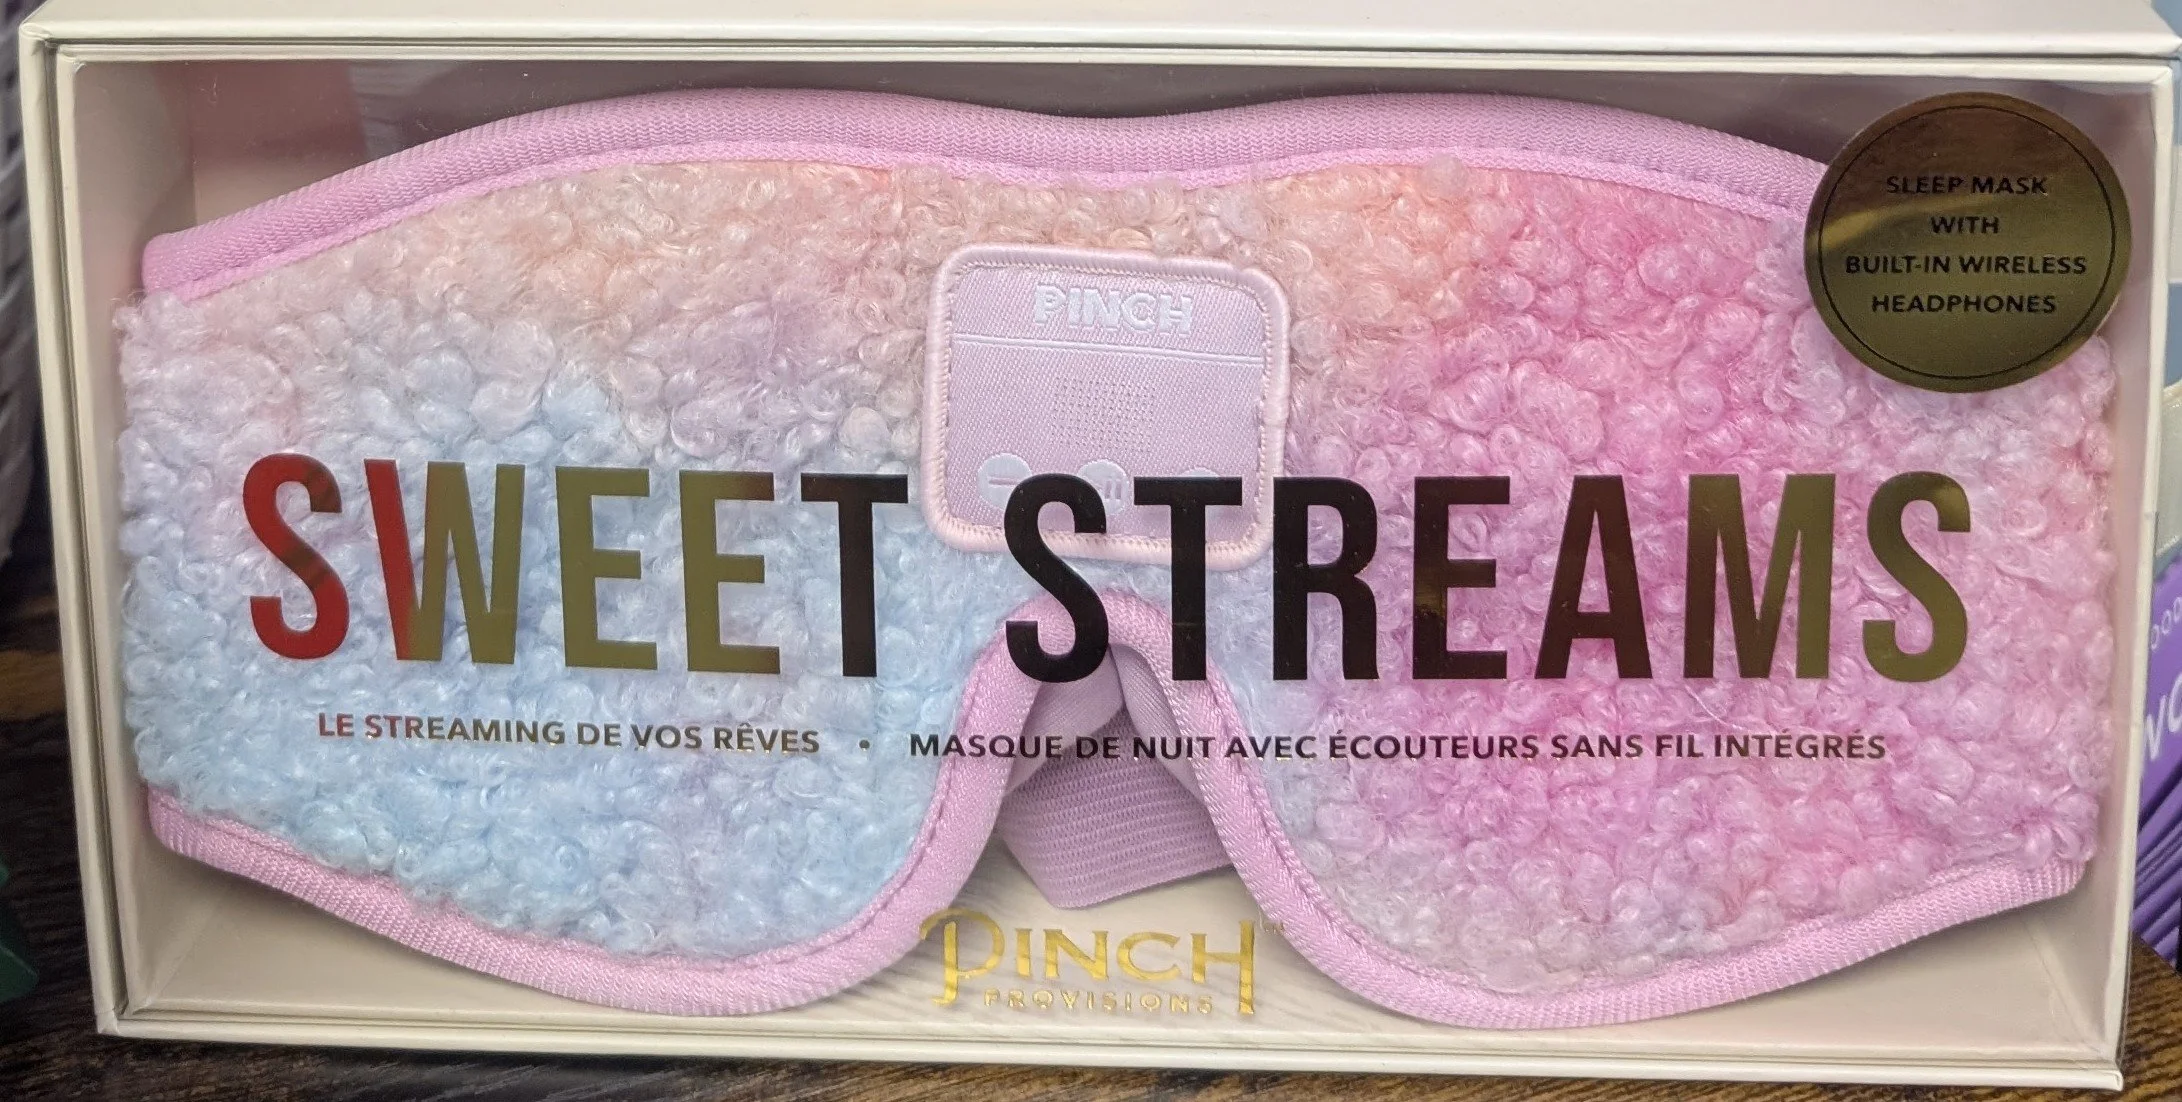 SLEEP MASK
WITH
BUILT-IN WIRELESS
HEADPHONES
PINCH
SWEET STREAMS
LE STREAMING DE VOS RÊVES • MASQUE DE NUIT AVEC ÉCOUTEURS SANS FIL INTÉGRÉS
PINCH
PROVISIONS